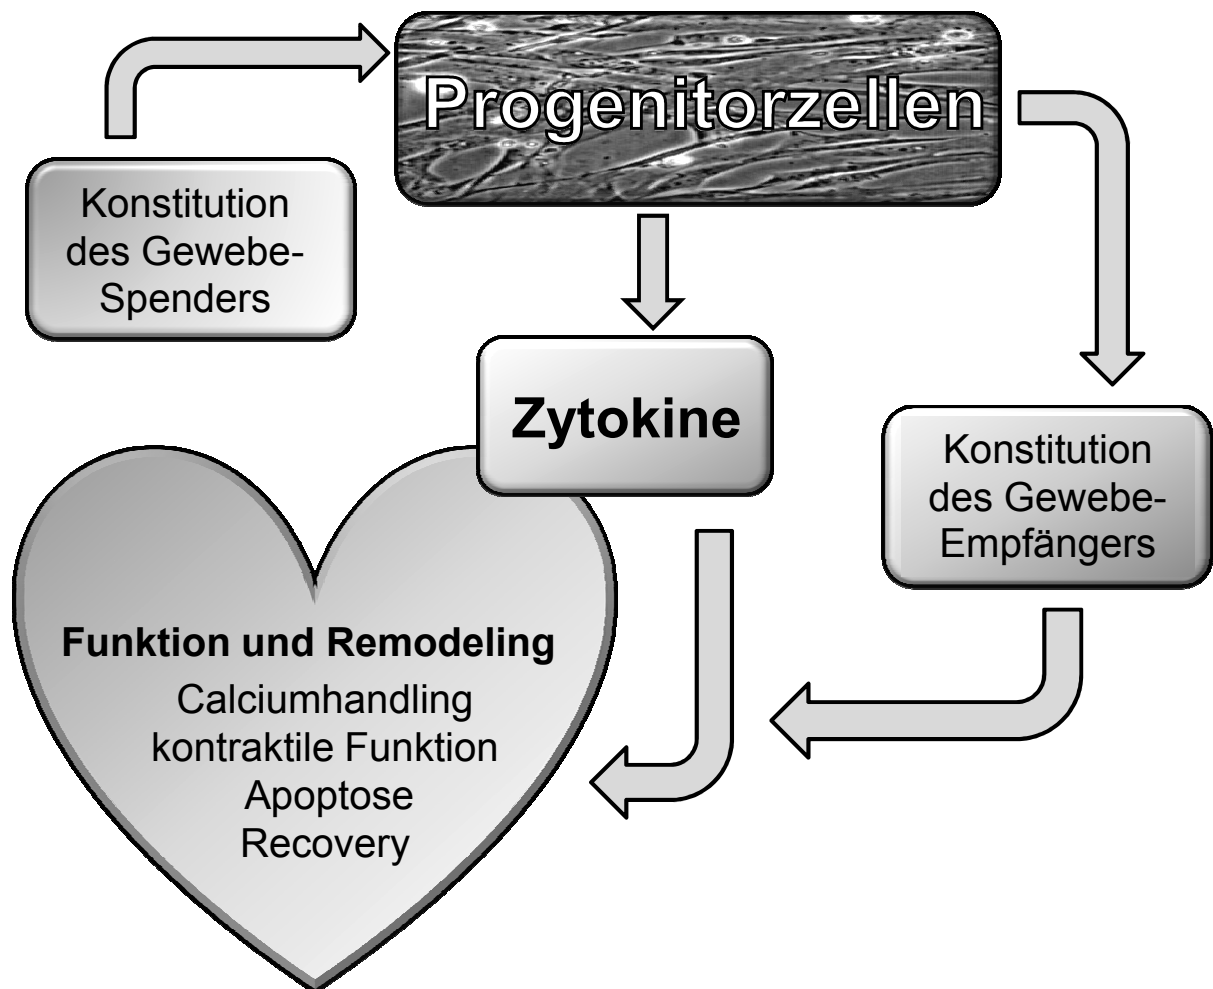 Progenitorzellen
Konstitution
des Gewebe-
Spenders
Zytokine
Konstitution
des Gewebe-
Empfängers
Funktion und Remodeling
Calciumhandling
kontraktile Funktion
Apoptose
Recovery